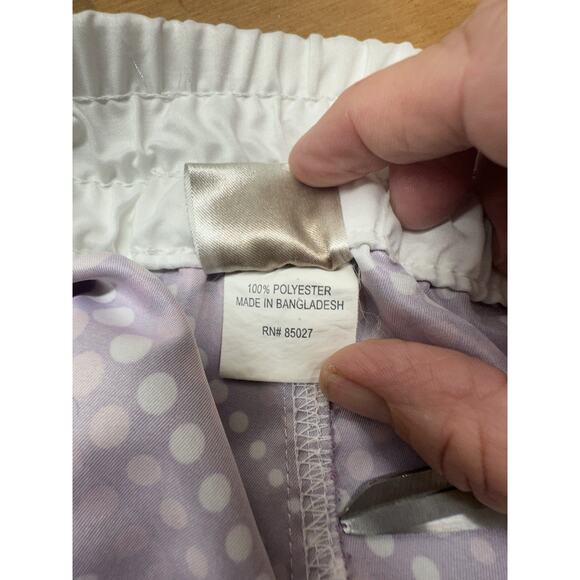 100% POLYESTER
MADE IN BANGLADESH
RN# 85027